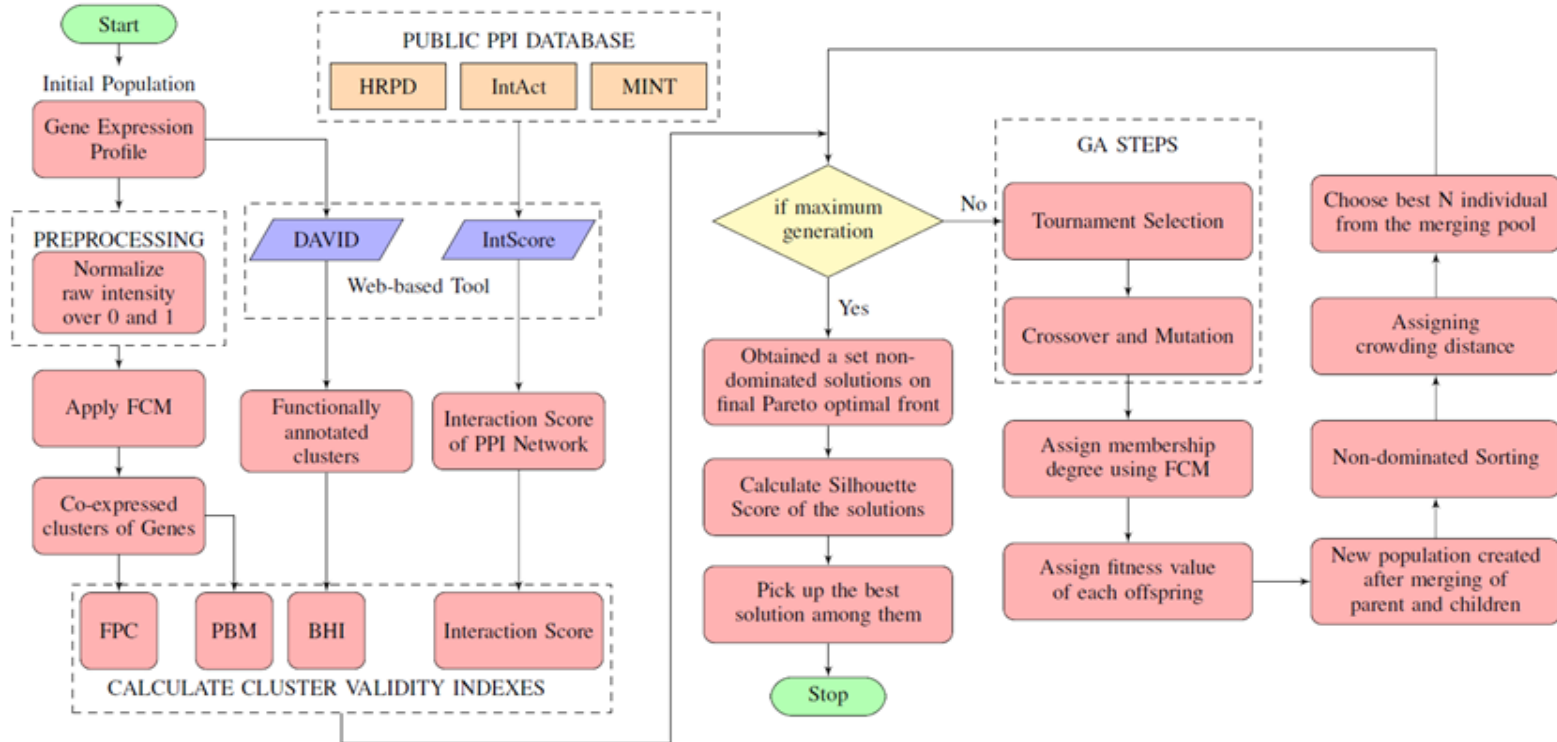 Start
Initial Population
Gene Expression
Profile
PREPROCESSING
Normalize
raw intensity
over 0 and 1
Apply FCM
Co-expressed
clusters of Genes
PUBLIC PPI DATABASE
HRPD
IntAct
MINT
DAVID
IntScore
Web-based Tool
Functionally
annotated
clusters
Interaction Score
of PPI Network
FPC
PBM
BHI
Interaction Score
CALCULATE CLUSTER VALIDITY INDEXES
if maximum
generation
No
Yes
Obtained a set non-
dominated solutions on
final Pareto optimal front
Calculate Silhouette
Score of the solutions
Pick up the best
solution among them
Stop
GA STEPS
Tournament Selection
Crossover and Mutation
Assign membership
degree using FCM
Assign fitness value
of each offspring
New population created
after merging of
parent and children
Non-dominated Sorting
Assigning
crowding distance
Choose best N individual
from the merging pool